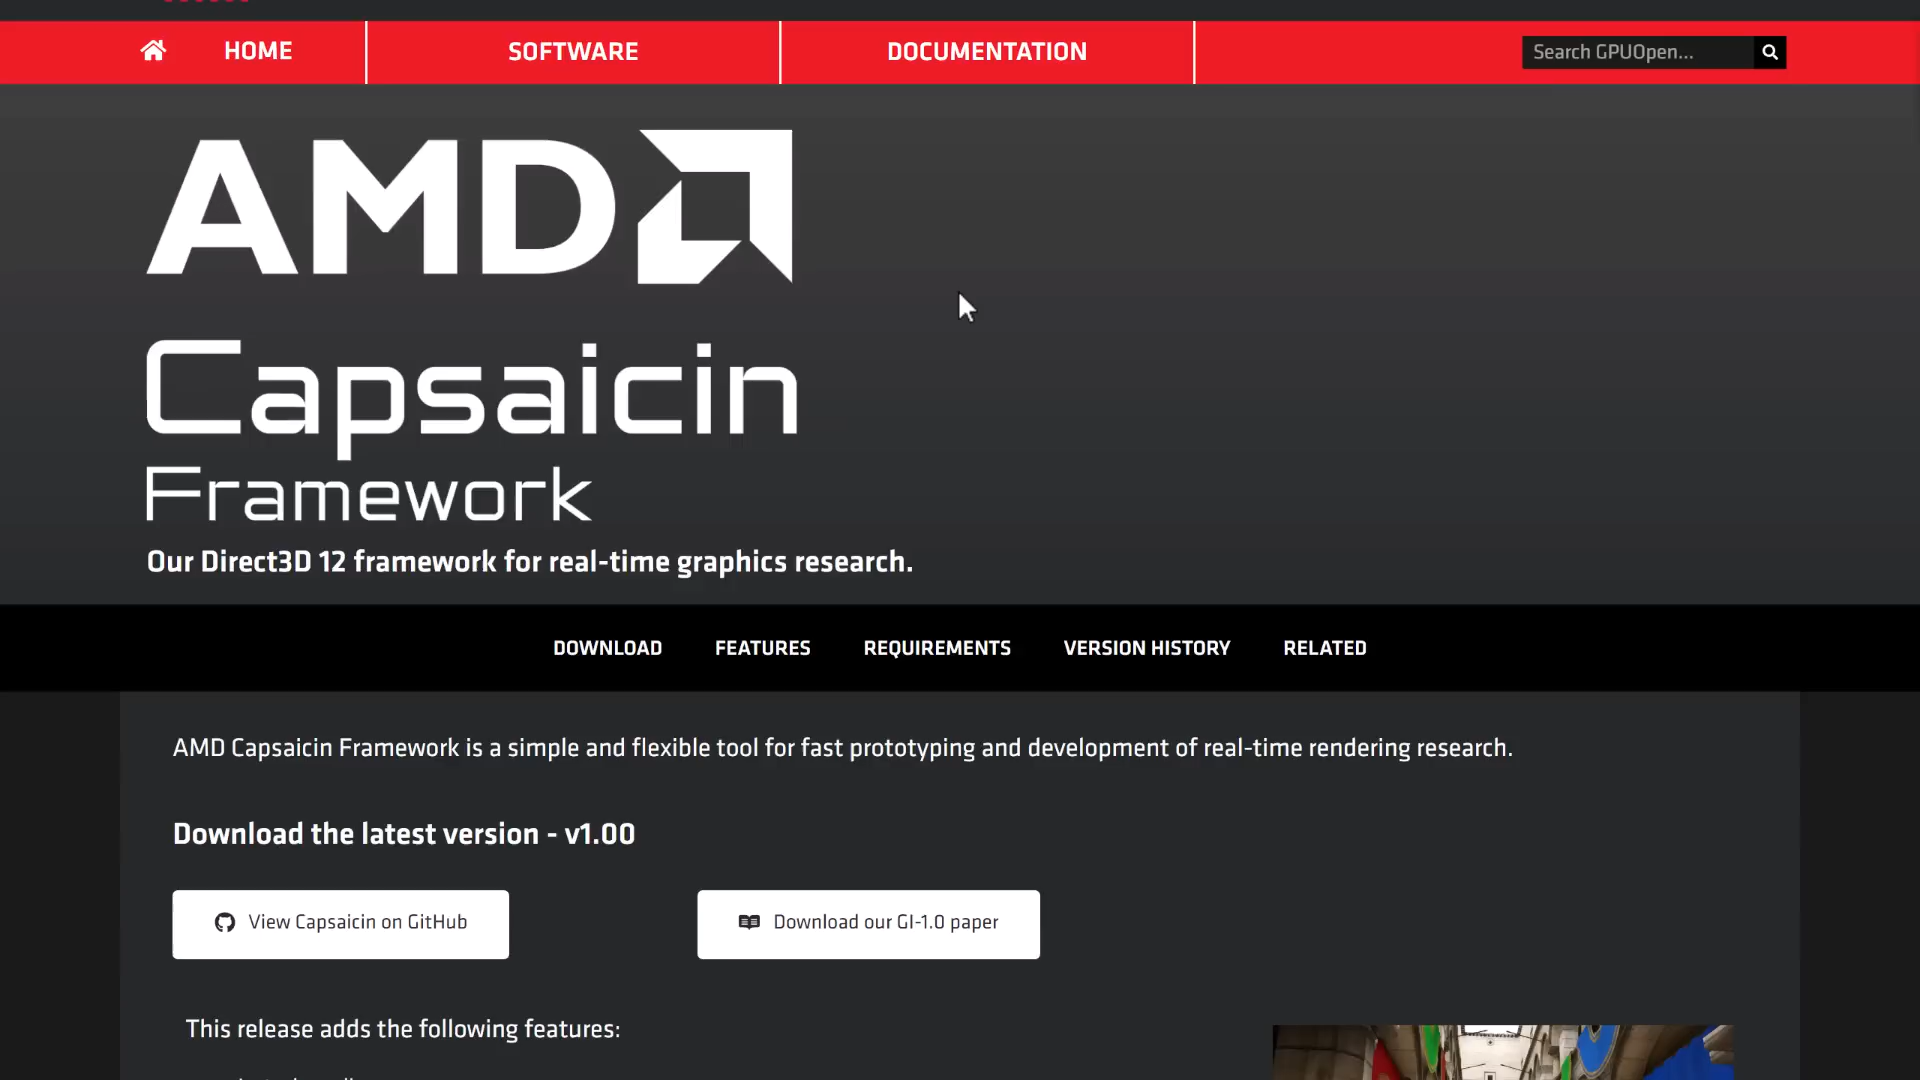 HOME
SOFTWARE
DOCUMENTATION
Search GPUOpen...
AMD
Capsaicin
Framework
Our Direct3D 12 framework for real-time graphics research.
DOWNLOAD
FEATURES
REQUIREMENTS
VERSION HISTORY
RELATED
AMD Capsaicin Framework is a simple and flexible tool for fast prototyping and development of real-time rendering research.
Download the latest version - v1.00
View Capsaicin on GitHub
Download our GI-1.0 paper
This release adds the following features: